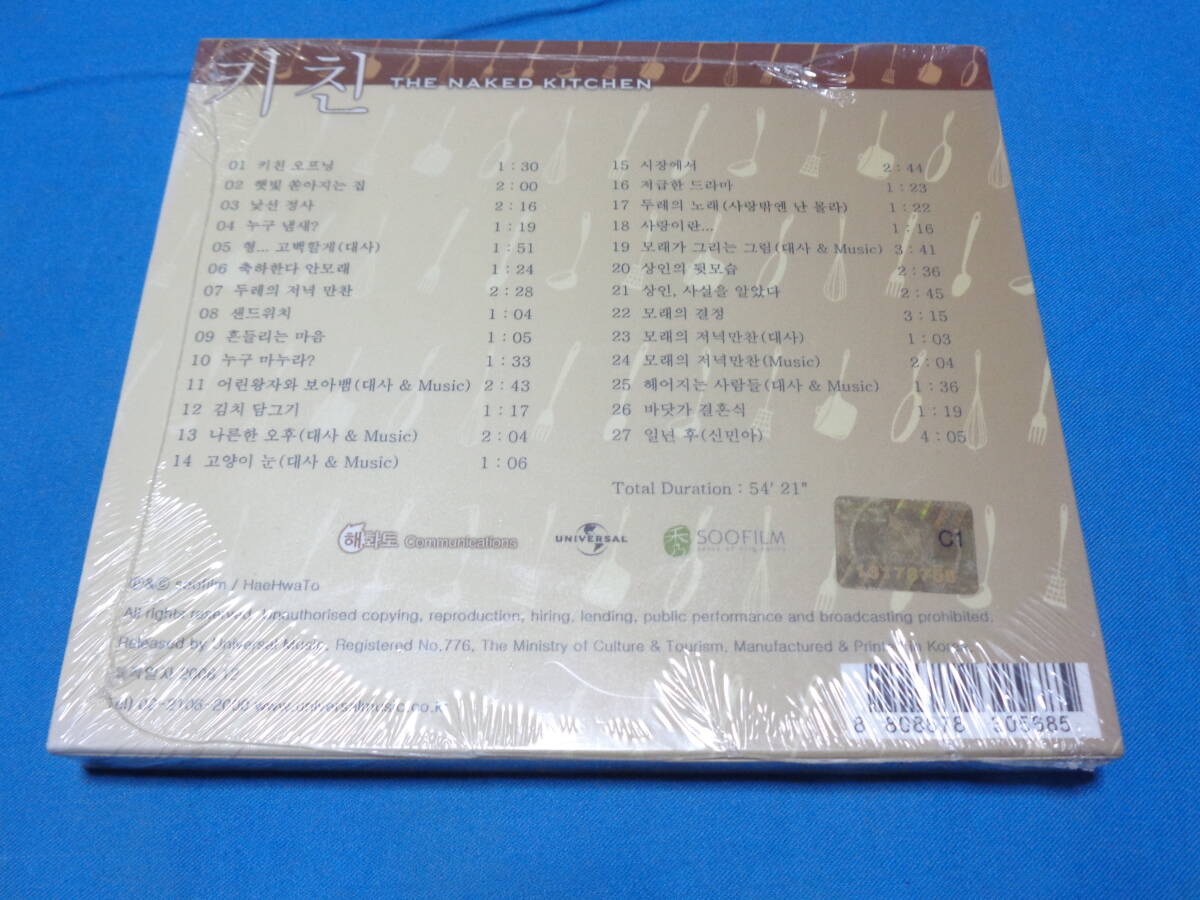 키친 THE NAKED KITCHEN
01 키친 오프닝 1 : 30
02 햇빛 쏟아지는 집 2 : 00
03 낯선 정사 2 : 16
04 누구 냄새? 1 : 19
05 형... 고백할게(대사) 1 : 51
06 축하한다 안모래 1 : 24
07 두레의 저녁 만찬 2 : 28
08 샌드위치 1 : 04
09 흔들리는 마음 1 : 05
10 누구 마누라? 1 : 33
11 어린왕자와 보아뱀(대사 & Music) 2 : 43
12 김치 담그기 1 : 17
13 나른한 오후(대사 & Music) 2 : 04
14 고양이 눈(대사 & Music) 1 : 06
15 시장에서 2 : 44
16 저급한 드라마 1 : 23
17 두레의 노래(사랑밖엔 난 몰라) 1 : 22
18 사랑이란... 1 : 16
19 모래가 그리는 그림(대사 & Music) 3 : 41
20 상인의 뒷모습 2 : 36
21 상인, 사실을 알았다 2 : 45
22 모래의 결정 3 : 15
23 모래의 저녁만찬(대사) 1 : 03
24 모래의 저녁만찬(Music) 2 : 04
25 헤어지는 사람들(대사 & Music) 1 : 36
26 바닷가 결혼식 1 : 19
27 일년 후(신민아) 4 : 05
Total Duration : 54' 21"
해화토 Communications
UNIVERSAL
秀 SOOFILM
C1
ⓟ&ⓒ soofilm / HaeHwaTo
All rights reserved. Unauthorised copying, reproduction, hiring, lending, public performance and broadcasting prohibited.
Released by Universal Music, Registered No.776, The Ministry of Culture & Tourism, Manufactured & Printed in Korea
Tel) 02-2106-2000 www.universalmusic.co.kr
8 808678 305685